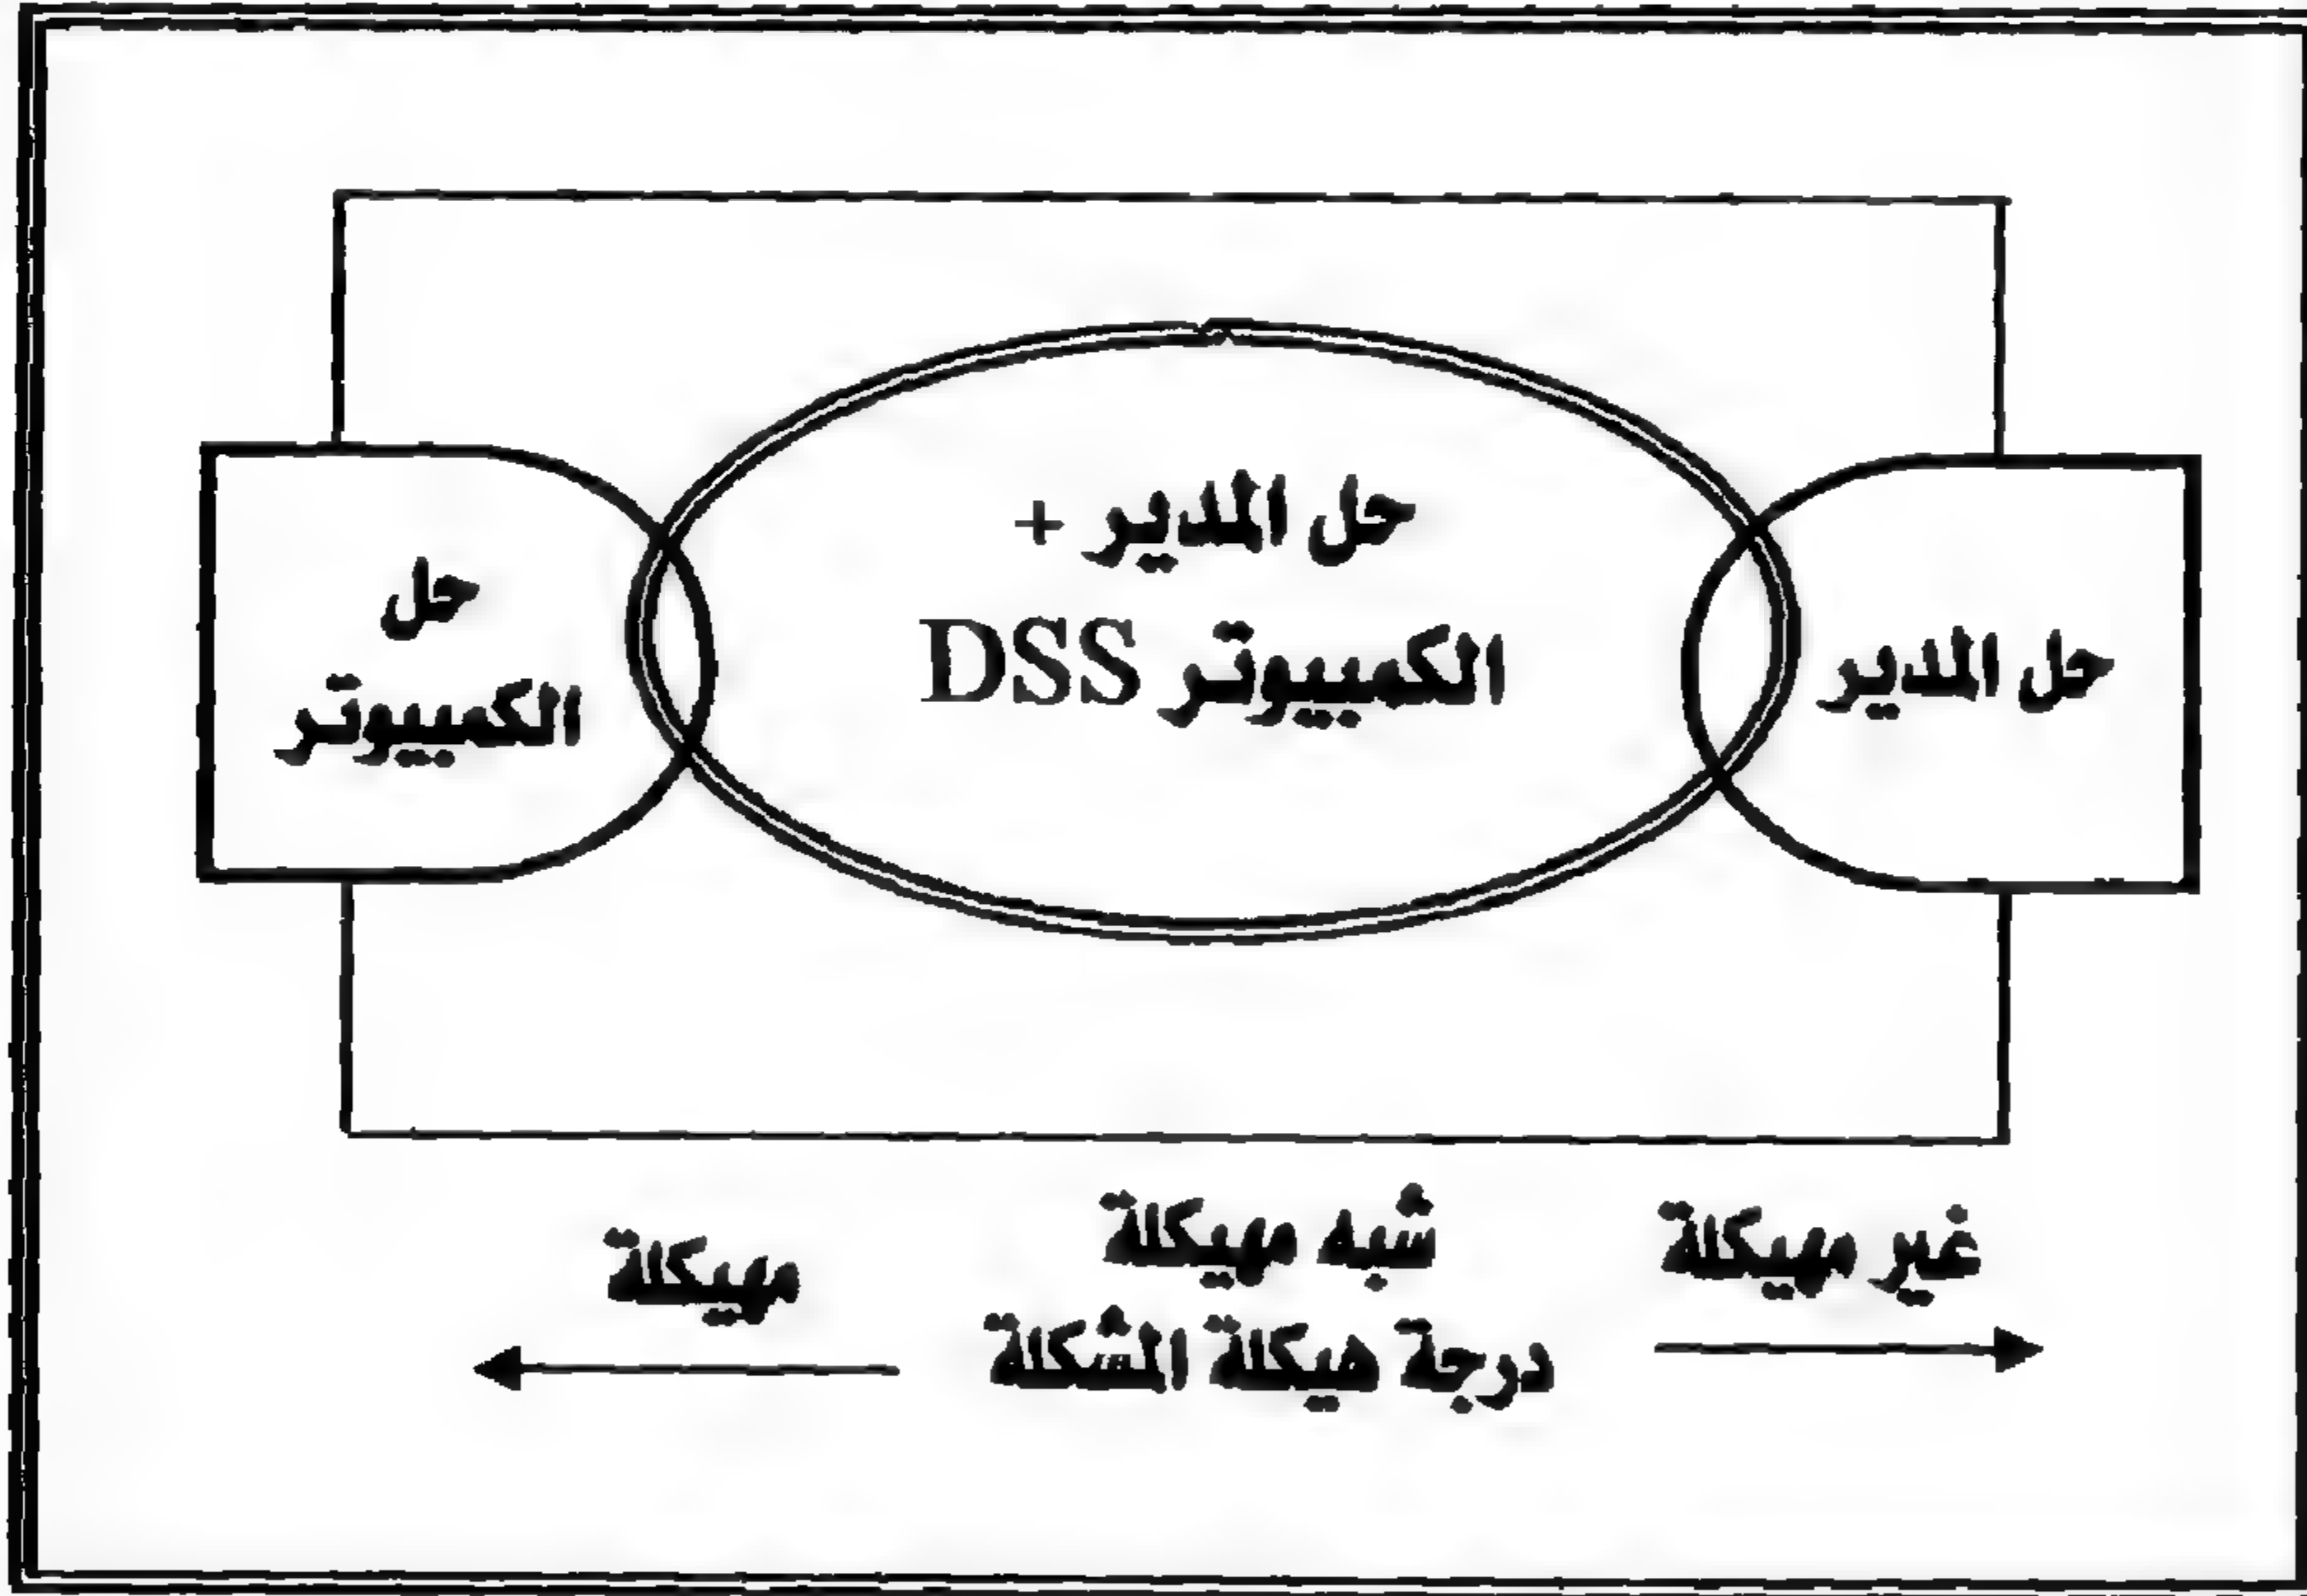 حل المدير +
الكمبيوتر DSS
حل المدير
حل
الكمبيوتر
غير مهيكلة
شبه مهيكلة
مهيكلة
درجة هيكلة المشكلة